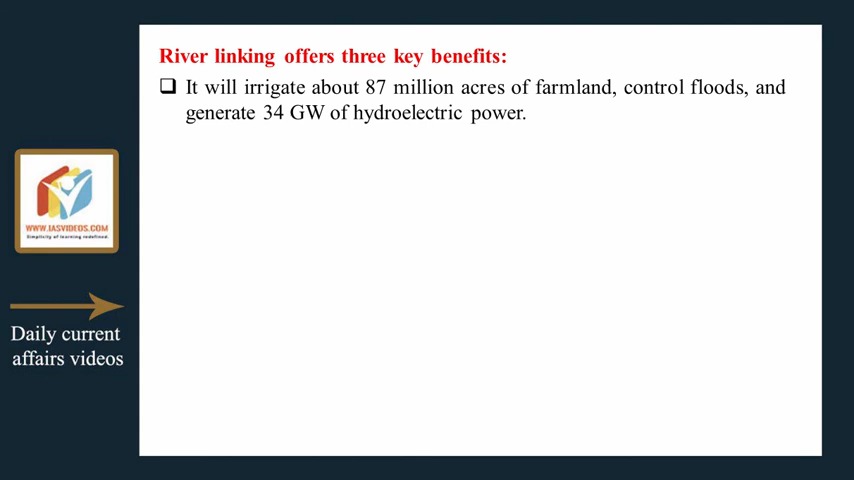 River linking offers three key benefits:
❑ It will irrigate about 87 million acres of farmland, control floods, and
generate 34 GW of hydroelectric power.
WWW.IASVIDEOS.COM
Simplicity of learning redefined.
Daily current
affairs videos